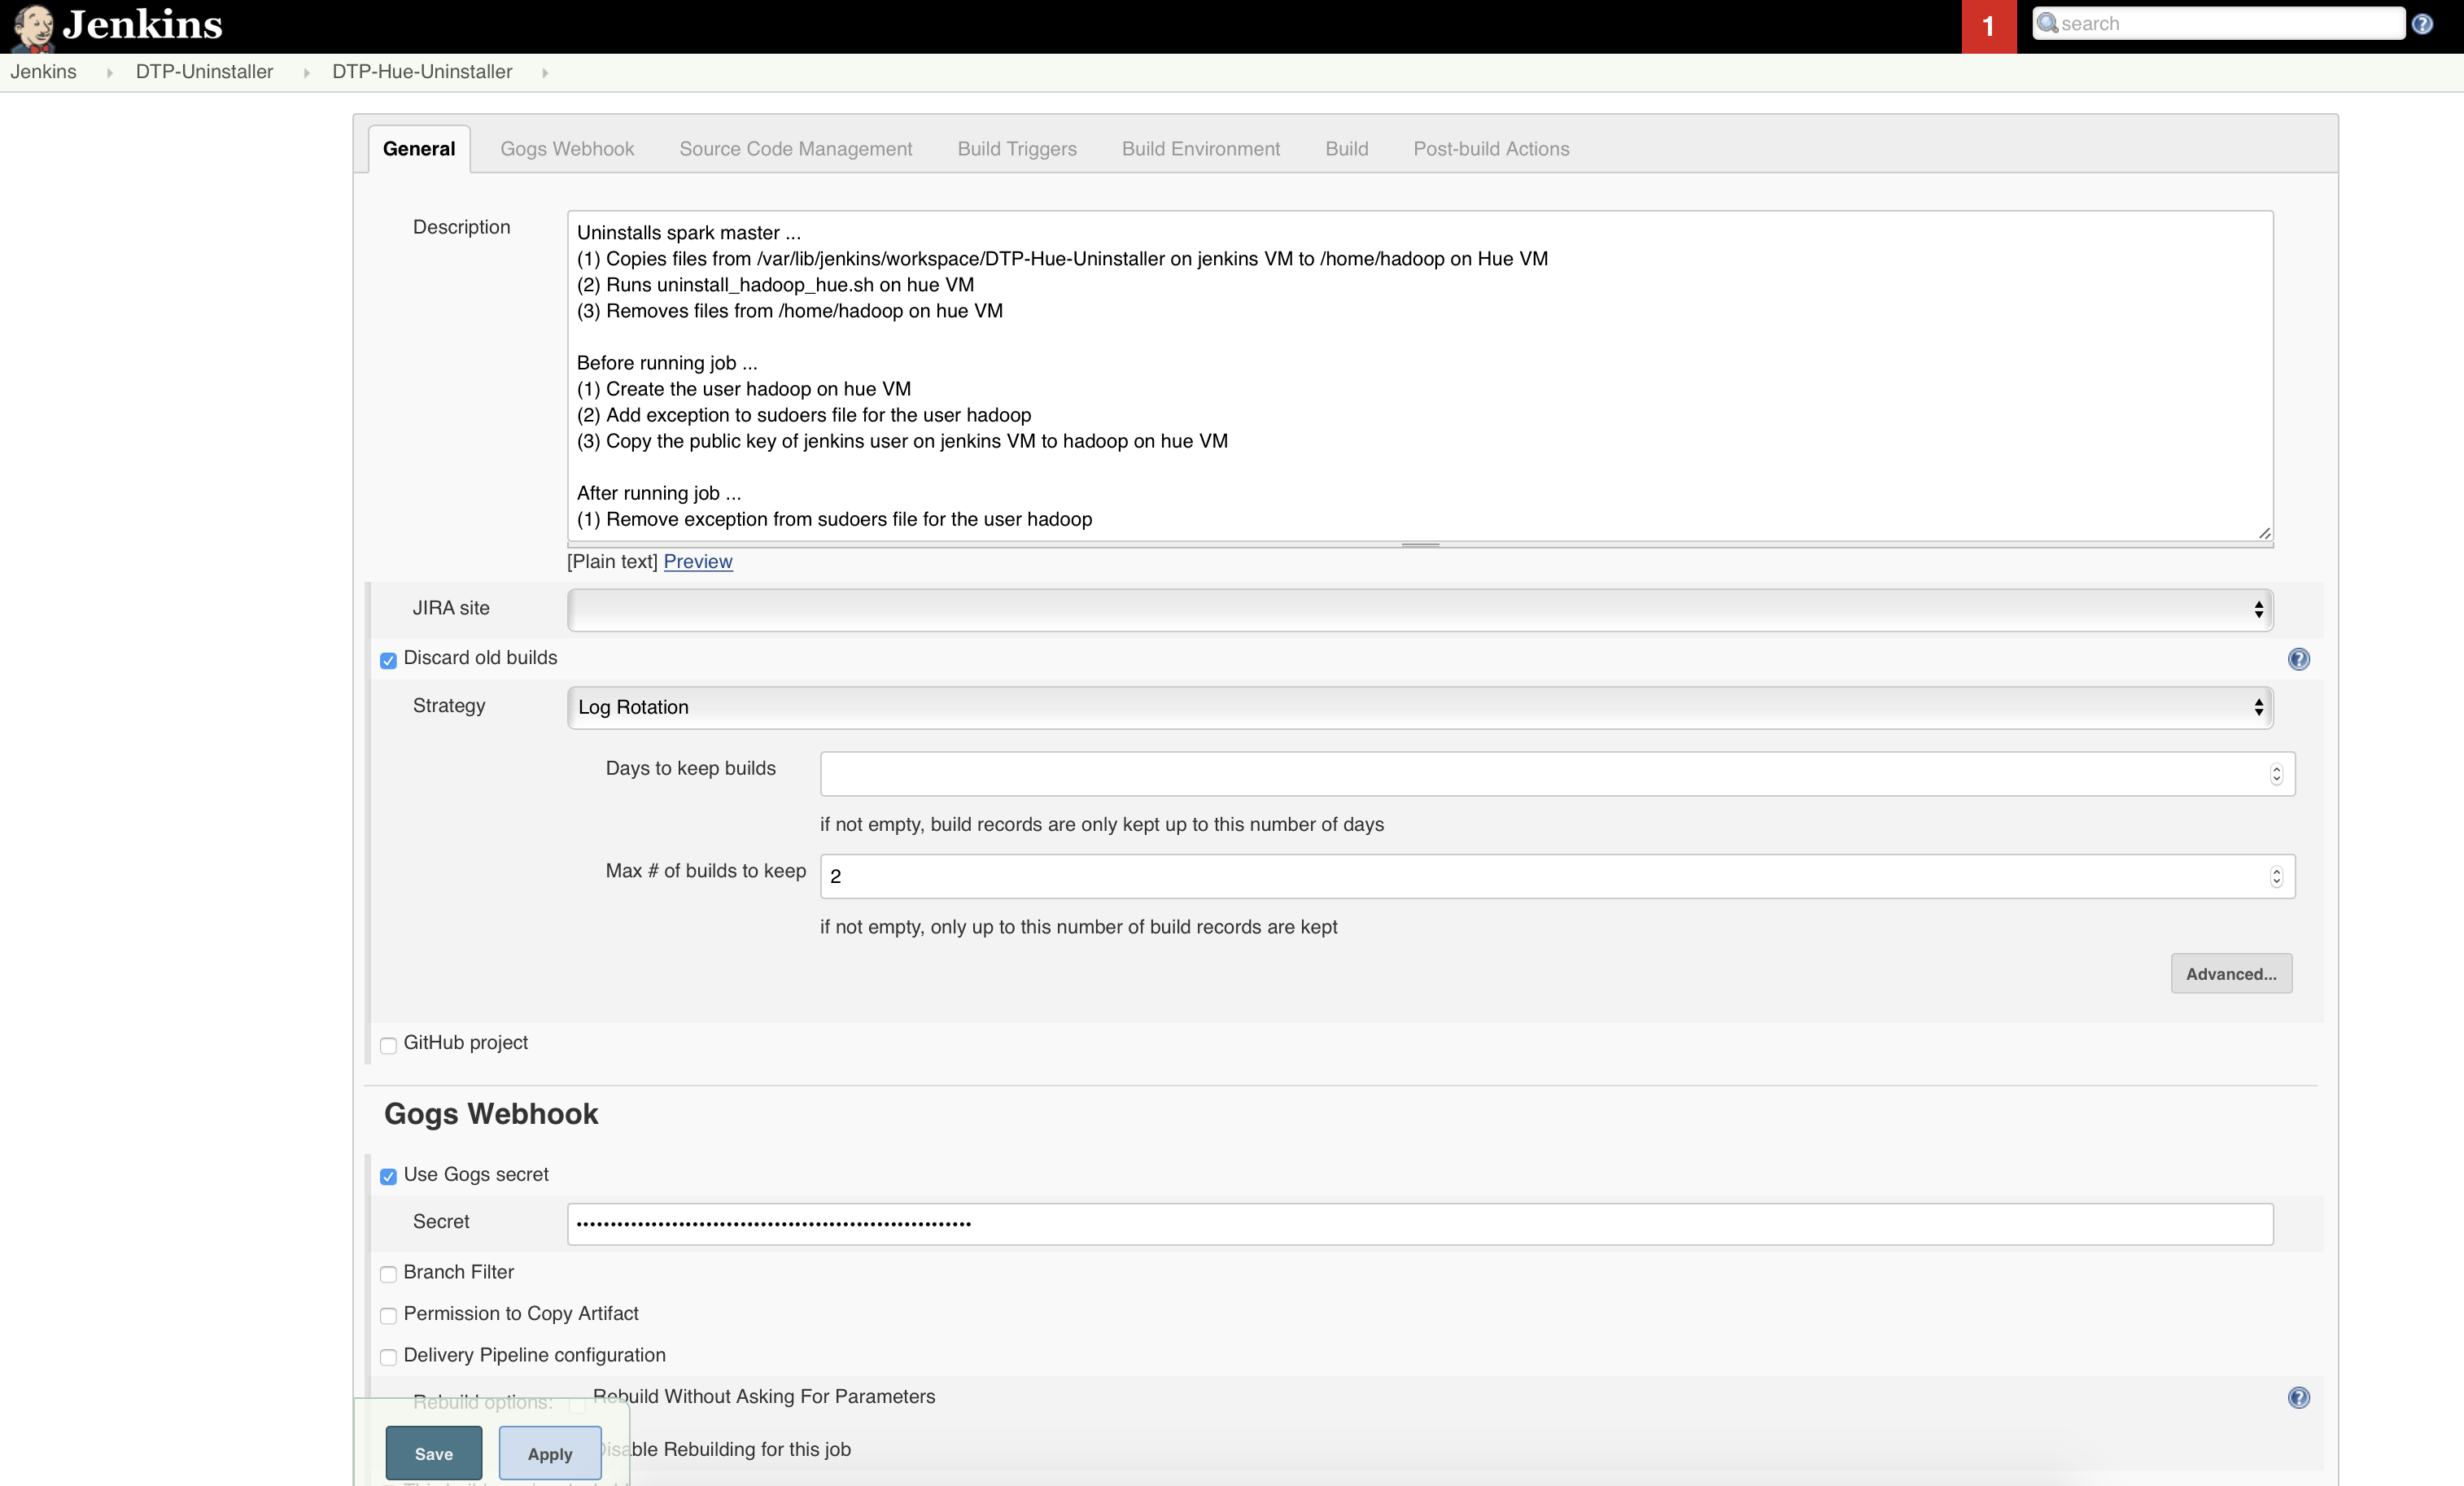 Jenkins
1
search
Jenkins DTP-Uninstaller DTP-Hue-Uninstaller
General Gogs Webhook Source Code Management Build Triggers Build Environment Build Post-build Actions
Description
Uninstalls spark master ...
(1) Copies files from /var/lib/jenkins/workspace/DTP-Hue-Uninstaller on jenkins VM to /home/hadoop on Hue VM
(2) Runs uninstall_hadoop_hue.sh on hue VM
(3) Removes files from /home/hadoop on hue VM
Before running job ...
(1) Create the user hadoop on hue VM
(2) Add exception to sudoers file for the user hadoop
(3) Copy the public key of jenkins user on jenkins VM to hadoop on hue VM
After running job ...
(1) Remove exception from sudoers file for the user hadoop
[Plain text] Preview
JIRA site
Discard old builds
Strategy Log Rotation
Days to keep builds
if not empty, build records are only kept up to this number of days
Max # of builds to keep 2
if not empty, only up to this number of build records are kept
Advanced...
GitHub project
Gogs Webhook
Use Gogs secret
Secret ••••••••••••••••••••••••••••••••••••••••••••••••••••••••••
Branch Filter
Permission to Copy Artifact
Delivery Pipeline configuration
Rebuild options: Rebuild Without Asking For Parameters
Disable Rebuilding for this job
Save Apply